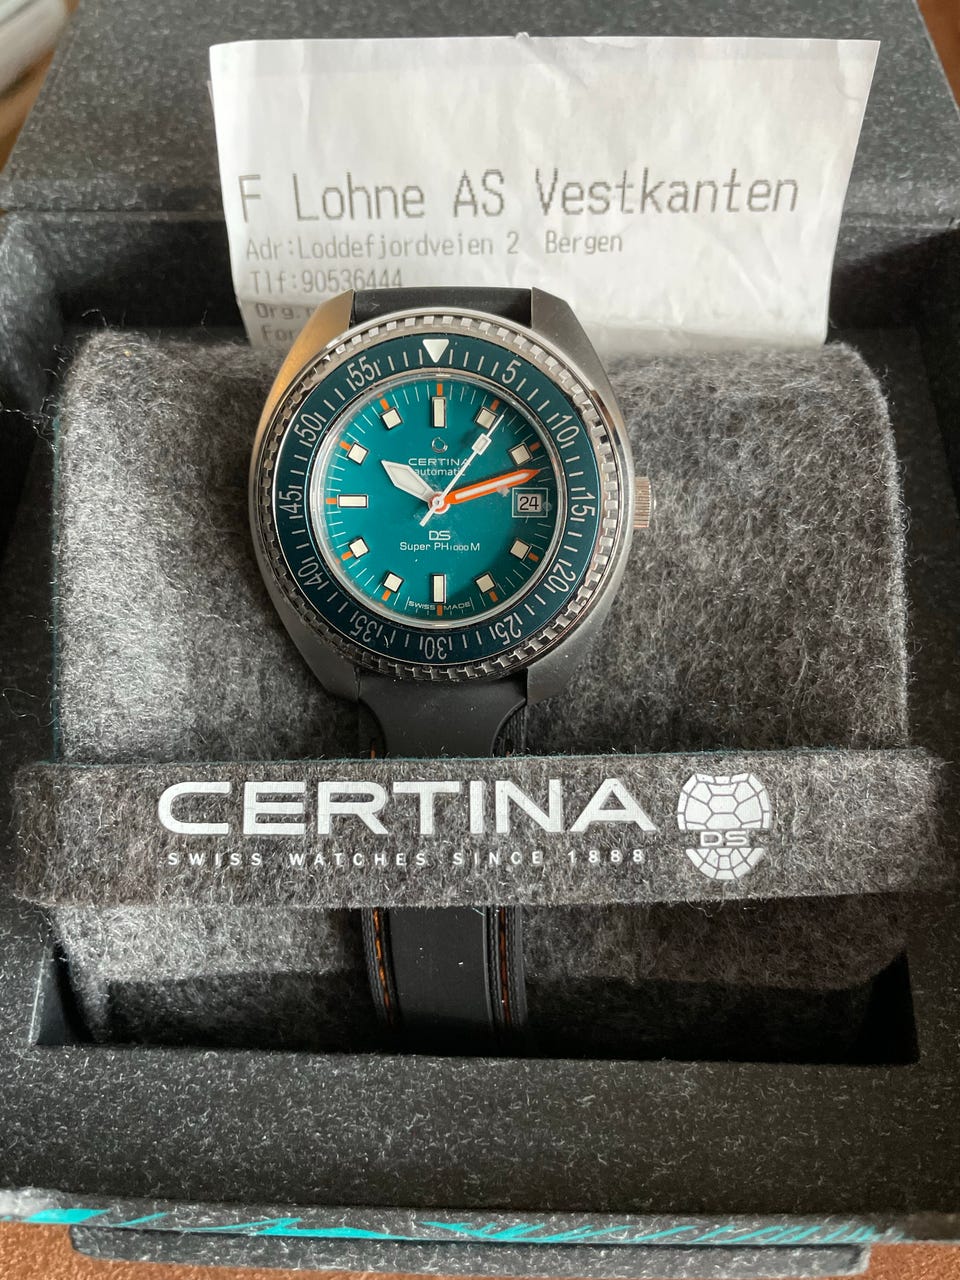 F Lohne AS Vestkanten
Adr:Loddefjordveien 2 Bergen
Tlf:90536444
55 5
50 10
45 15
40 20
35 30 25
CERTINA
automatic
24
DS
Super PH1000M
SWISS MADE
CERTINA
SWISS WATCHES SINCE 1888
DS